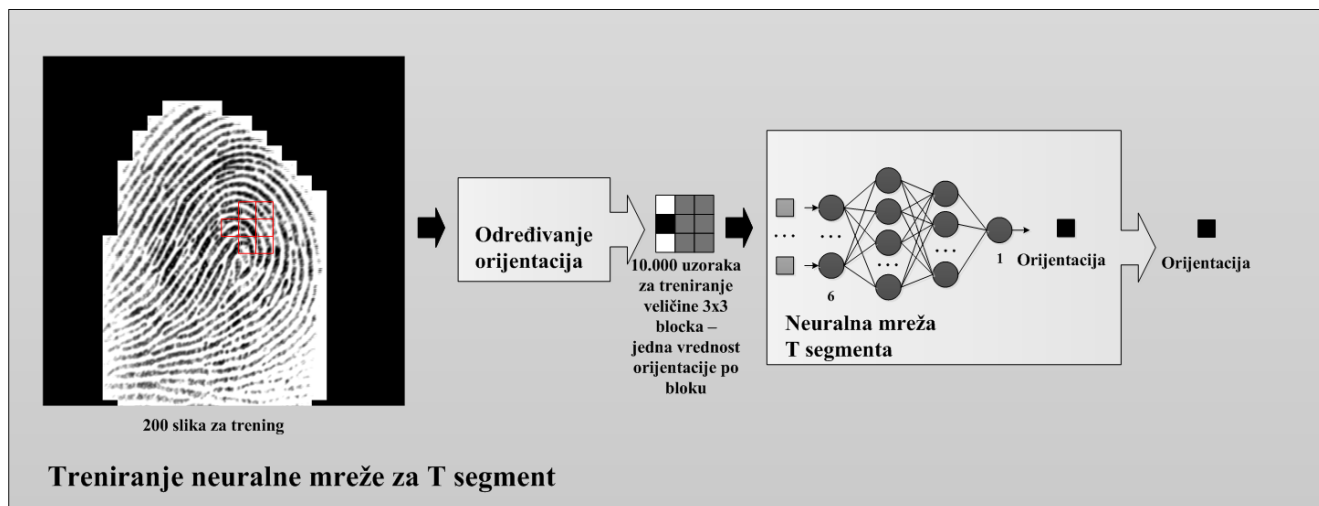 Određivanje
orijentacija
10.000 uzoraka
za treniranje
veličine 3x3
blocka –
jedna vrednost
orijentacije po
bloku
. . .
. . .
. . .
. . .
6
1
Orijentacija
Neuralna mreža
T segmenta
Orijentacija
200 slika za trening
Treniranje neuralne mreže za T segment